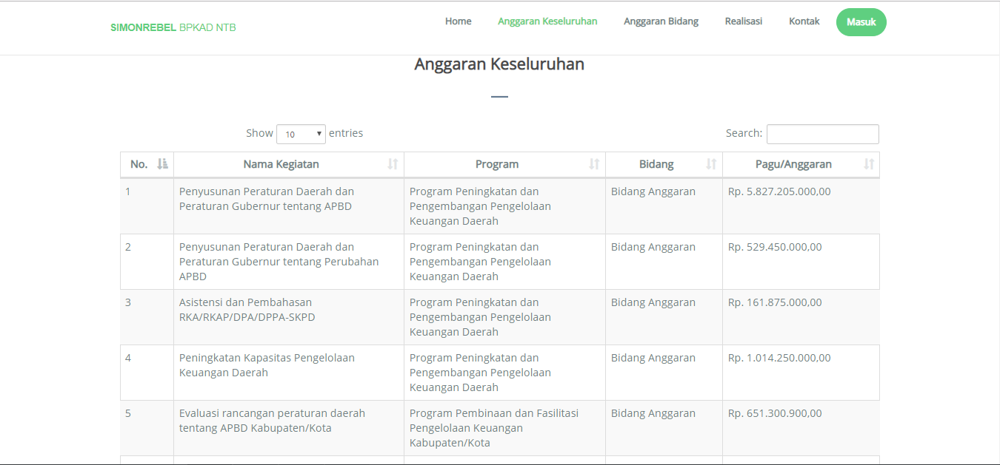 SIMONREBEL BPKAD NTB
Home Anggaran Keseluruhan Anggaran Bidang Realisasi Kontak Masuk
Anggaran Keseluruhan
Show 10 entries Search:
No. Nama Kegiatan Program Bidang Pagu/Anggaran
1 Penyusunan Peraturan Daerah dan Program Peningkatan dan Bidang Anggaran Rp. 5.827.205.000,00
Peraturan Gubernur tentang APBD Pengembangan Pengelolaan
Keuangan Daerah
2 Penyusunan Peraturan Daerah dan Program Peningkatan dan Bidang Anggaran Rp. 529.450.000,00
Peraturan Gubernur tentang Perubahan Pengembangan Pengelolaan
APBD Keuangan Daerah
3 Asistensi dan Pembahasan Program Peningkatan dan Bidang Anggaran Rp. 161.875.000,00
RKA/RKAP/DPA/DPPA-SKPD Pengembangan Pengelolaan
Keuangan Daerah
4 Peningkatan Kapasitas Pengelolaan Program Peningkatan dan Bidang Anggaran Rp. 1.014.250.000,00
Keuangan Daerah Pengembangan Pengelolaan
Keuangan Daerah
5 Evaluasi rancangan peraturan daerah Program Pembinaan dan Fasilitasi Bidang Anggaran Rp. 651.300.900,00
tentang APBD Kabupaten/Kota Pengelolaan Keuangan
Kabupaten/Kota